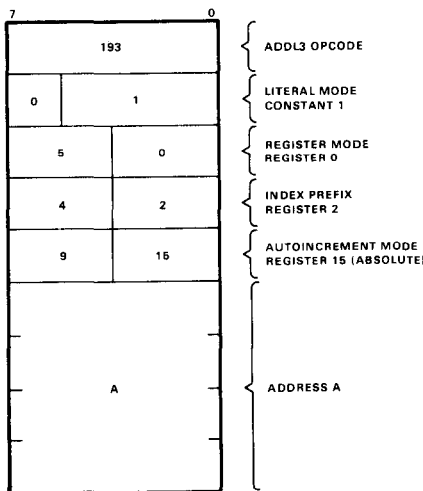 7 0
193
ADDL3 OPCODE
0 1
LITERAL MODE
CONSTANT 1
5 0
REGISTER MODE
REGISTER 0
4 2
INDEX PREFIX
REGISTER 2
9 15
AUTOINCREMENT MODE
REGISTER 15 (ABSOLUTE)
A
ADDRESS A